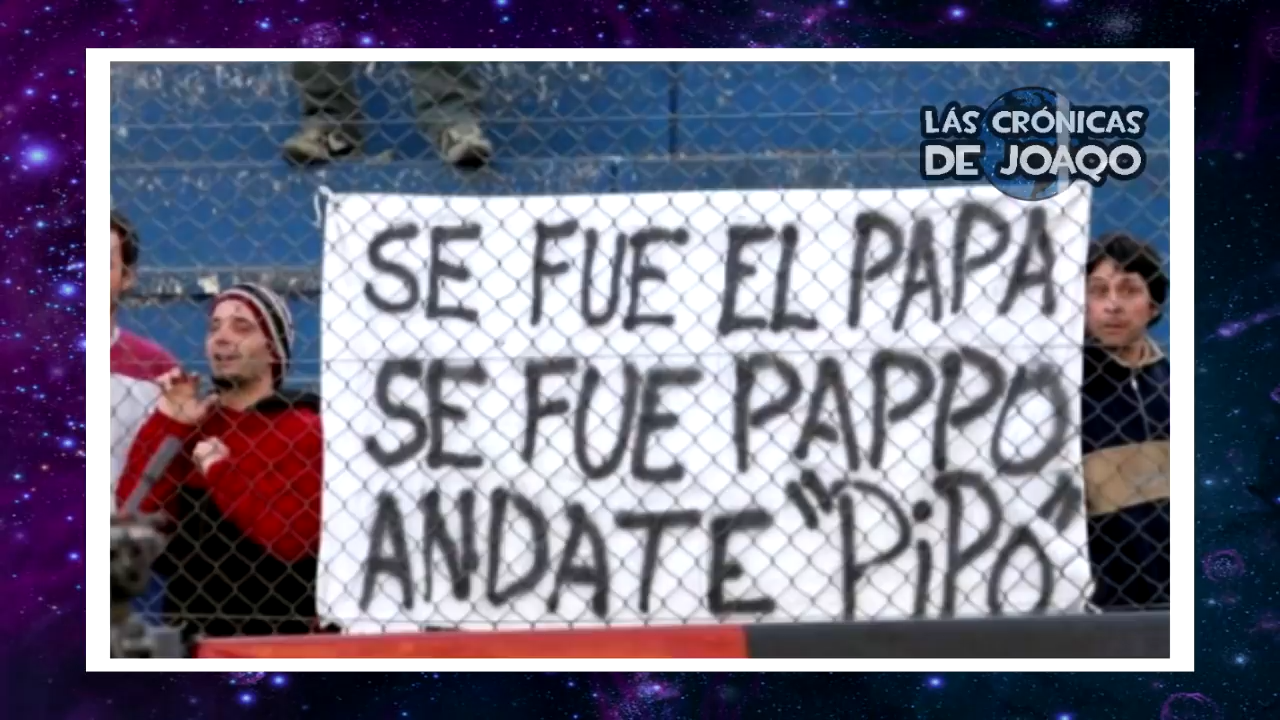 LÁS CRÓNICAS
DE JOAQO
SE FUE EL PAPA
SE FUE PAPPO
ANDATE "PiPO"